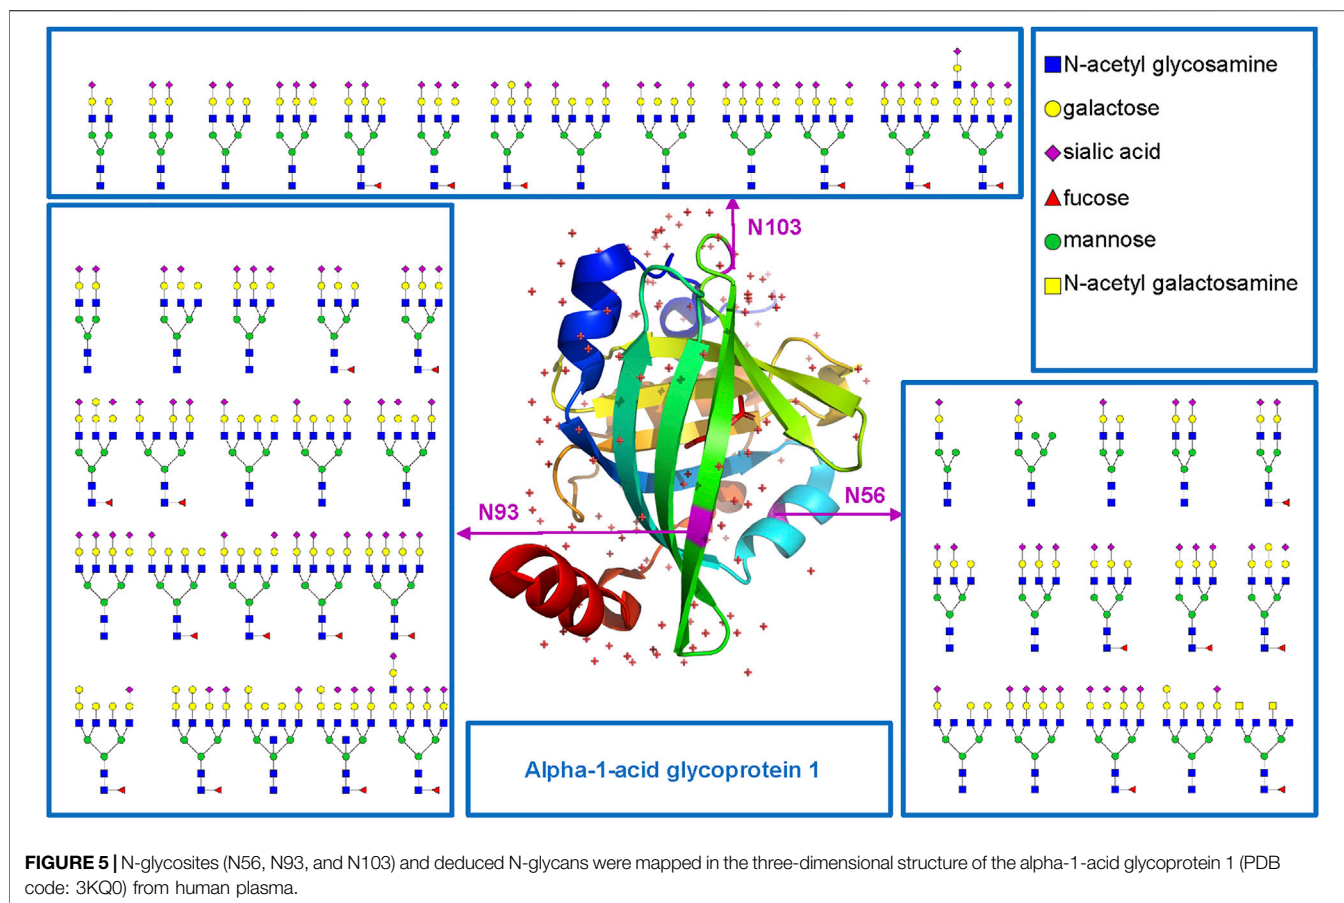 N-acetyl glycosamine
galactose
sialic acid
fucose
mannose
N-acetyl galactosamine
N103
N93
N56
Alpha-1-acid glycoprotein 1
FIGURE 5 | N-glycosites (N56, N93, and N103) and deduced N-glycans were mapped in the three-dimensional structure of the alpha-1-acid glycoprotein 1 (PDB
code: 3KQ0) from human plasma.